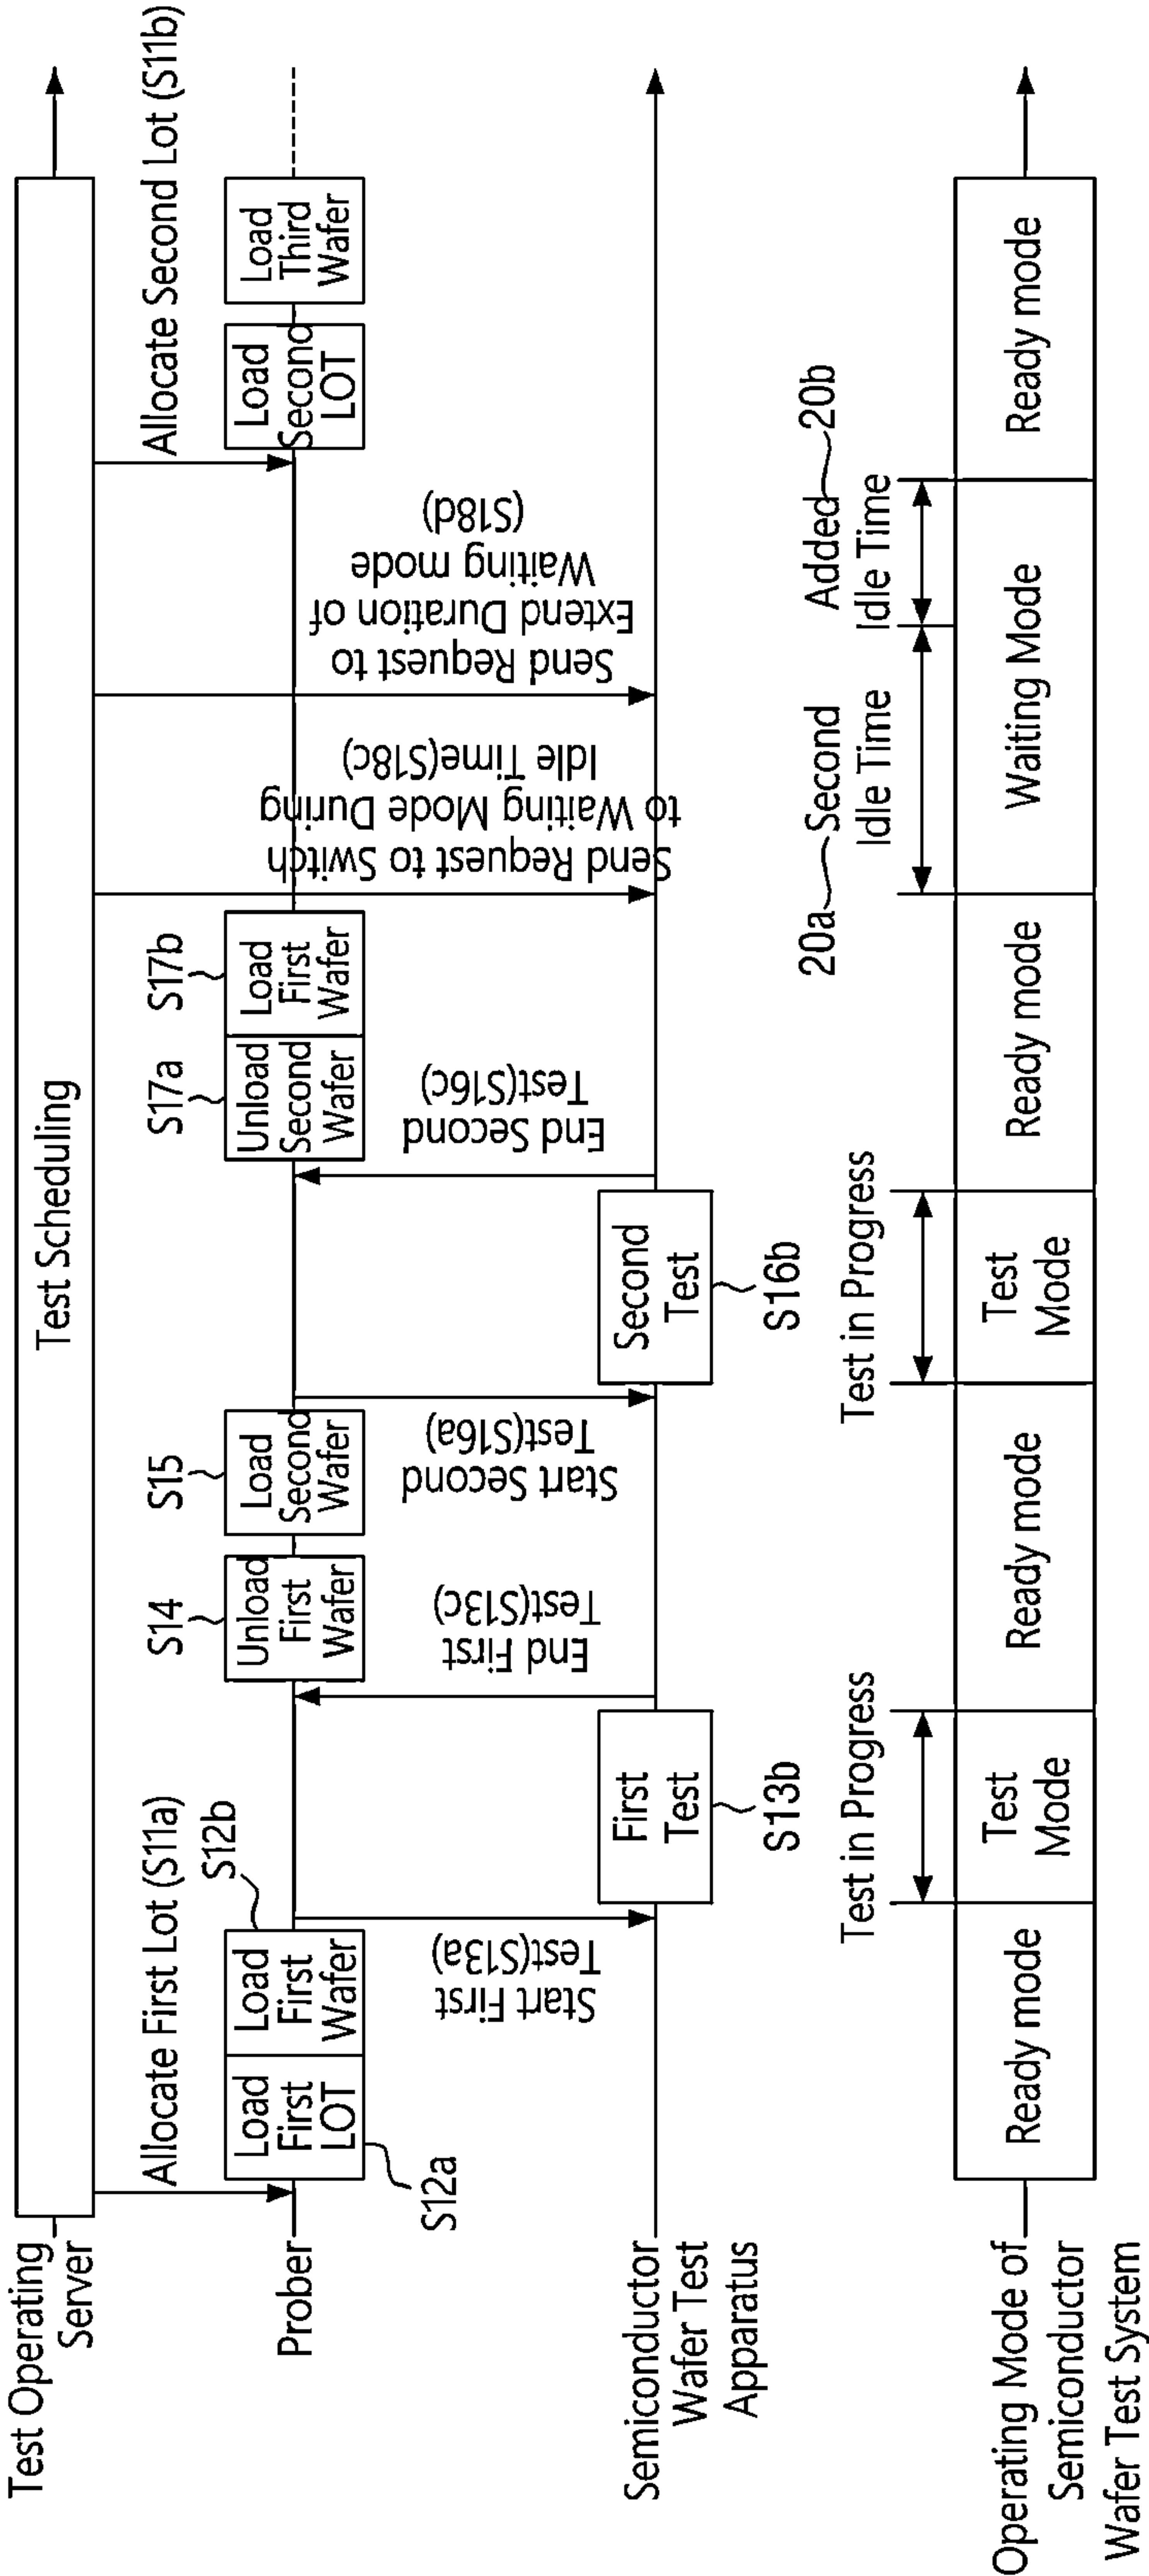 Test Operating
Server
Test Scheduling
Allocate First Lot (S11a)
Allocate Second Lot (S11b)
Prober
Load
First
LOT
S12a
Load
First
Wafer
S12b
Unload
First
Wafer
S14
Load
Second
Wafer
S15
Unload
Second
Wafer
S17a
Load
First
Wafer
S17b
Load
Second
LOT
Load
Third
Wafer
Start First
Test(S13a)
End First
Test(S13c)
Start Second
Test(S16a)
End Second
Test(S16c)
Send Request to Switch
to Waiting Mode During
Idle Time(S18c)
Send Request to
Extend Duration of
Waiting mode
(S18d)
Semiconductor
Wafer Test
Apparatus
First
Test
S13b
Second
Test
S16b
Test in Progress
Test in Progress
20a
Second
Idle Time
Added
Idle Time
20b
Operating Mode of
Semiconductor
Wafer Test System
Ready mode
Test
Mode
Ready mode
Test
Mode
Ready mode
Waiting Mode
Ready mode